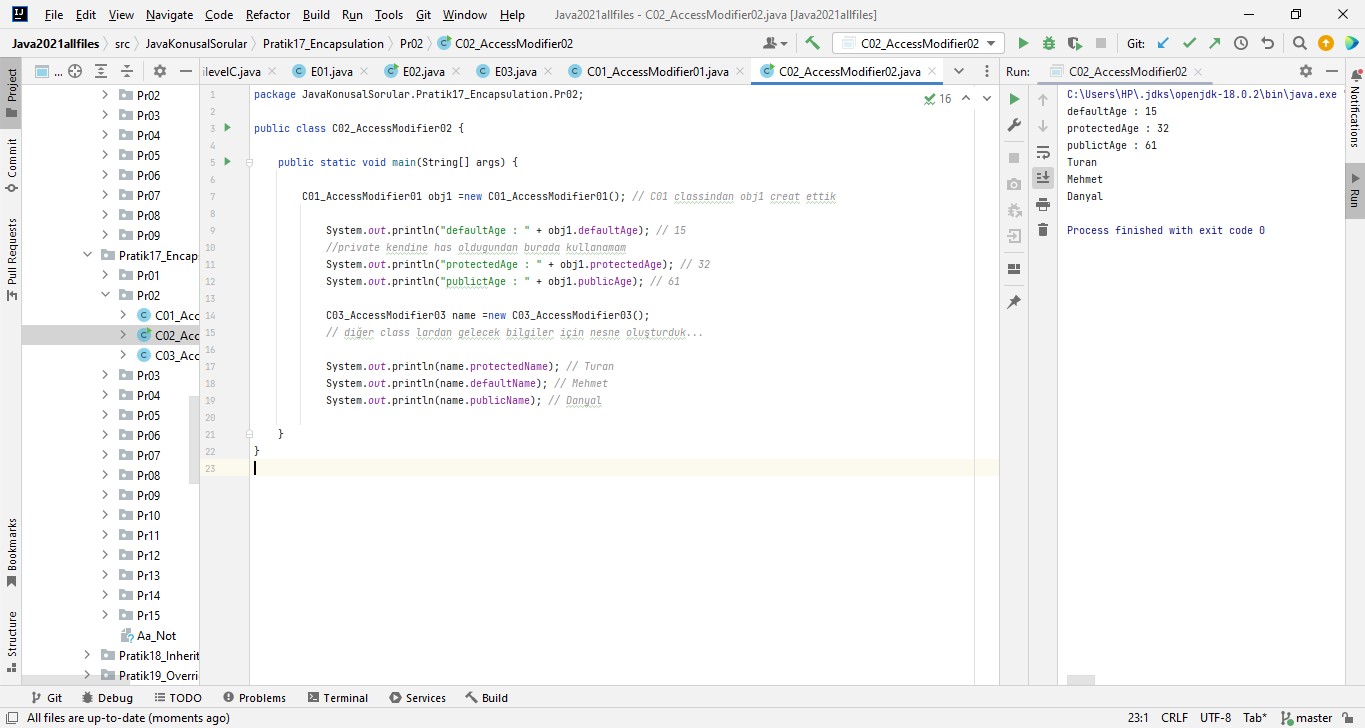 File Edit View Navigate Code Refactor Build Run Tools Git Window Help Java2021allfiles - C02_AccessModifier02.java [Java2021allfiles]
Java2021allfiles src JavaKonusalSorular Pratik17_Encapsulation Pr02 C02_AccessModifier02 C02_AccessModifier02 Git:
... ilevelC.java E01.java E02.java E03.java C01_AccessModifier01.java C02_AccessModifier02.java Run: C02_AccessModifier02
Project
Commit
Pull Requests
Bookmarks
Structure
Pr02
Pr03
Pr04
Pr05
Pr06
Pr07
Pr08
Pr09
Pratik17_Encap
Pr01
Pr02
C01_Acc
C02_Acc
C03_Acc
Pr03
Pr04
Pr05
Pr06
Pr07
Pr08
Pr09
Pr10
Pr11
Pr12
Pr13
Pr14
Pr15
Aa_Not
Pratik18_Inherit
Pratik19_Overri
16
1 package JavaKonusalSorular.Pratik17_Encapsulation.Pr02;
2
3 public class C02_AccessModifier02 {
4
5 public static void main(String[] args) {
6
7 C01_AccessModifier01 obj1 =new C01_AccessModifier01(); // C01 classindan obj1 creat ettik
8
9 System.out.println("defaultAge : " + obj1.defaultAge); // 15
10 //private kendine has oldugundan burada kullanamam
11 System.out.println("protectedAge : " + obj1.protectedAge); // 32
12 System.out.println("publictAge : " + obj1.publicAge); // 61
13
14 C03_AccessModifier03 name =new C03_AccessModifier03();
15 // diğer class lardan gelecek bilgiler için nesne oluşturduk...
16
17 System.out.println(name.protectedName); // Turan
18 System.out.println(name.defaultName); // Mehmet
19 System.out.println(name.publicName); // Danyal
20
21 }
22 }
23
C:\Users\HP\.jdks\openjdk-18.0.2\bin\java.exe
defaultAge : 15
protectedAge : 32
publictAge : 61
Turan
Mehmet
Danyal
Process finished with exit code 0
Notifications
Run
Git Debug TODO Problems Terminal Services Build
All files are up-to-date (moments ago) 23:1 CRLF UTF-8 Tab* master